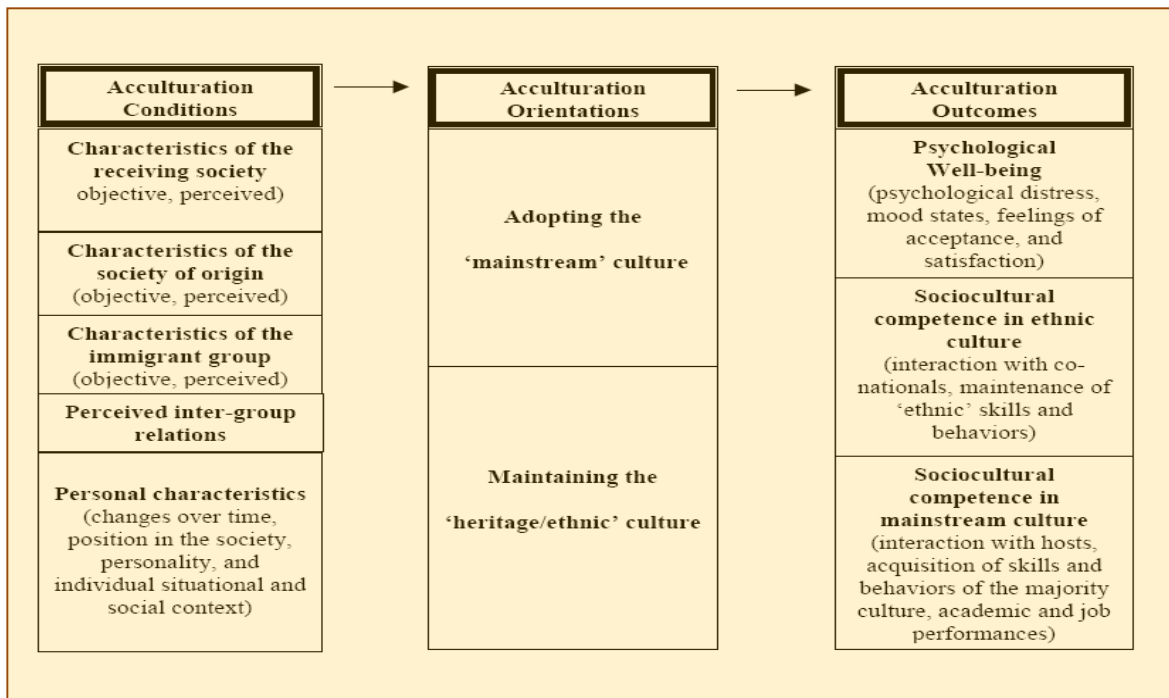 Acculturation
Conditions
Characteristics of the
receiving society
objective, perceived)
Characteristics of the
society of origin
(objective, perceived)
Characteristics of the
immigrant group
(objective, perceived)
Perceived inter-group
relations
Personal characteristics
(changes over time,
position in the society,
personality, and
individual situational and
social context)
Acculturation
Orientations
Adopting the
‘mainstream’ culture
Maintaining the
‘heritage/ethnic’ culture
Acculturation
Outcomes
Psychological
Well-being
(psychological distress,
mood states, feelings of
acceptance, and
satisfaction)
Sociocultural
competence in ethnic
culture
(interaction with co-
nationals, maintenance of
‘ethnic’ skills and
behaviors)
Sociocultural
competence in
mainstream culture
(interaction with hosts,
acquisition of skills and
behaviors of the majority
culture, academic and job
performances)